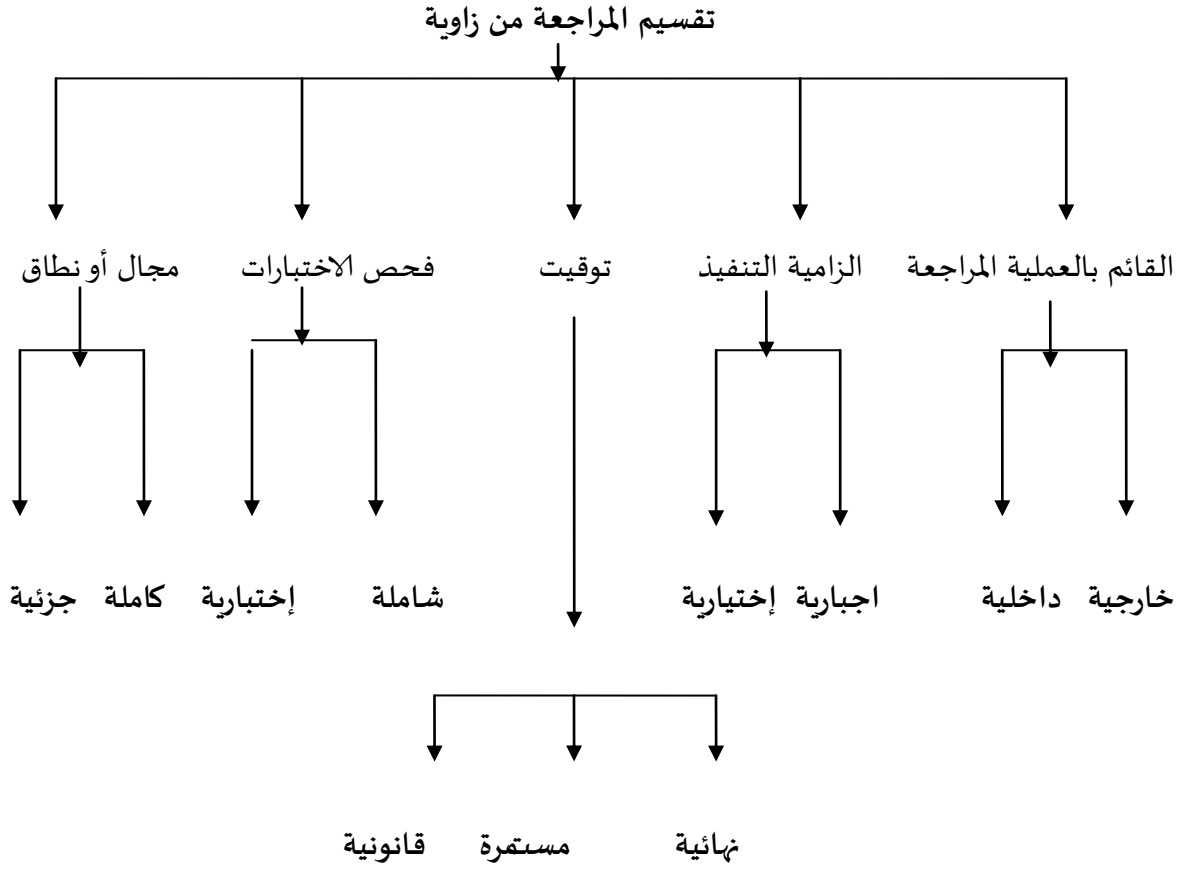 تقسيم المراجعة من زاوية
القائم بالعملية المراجعة الزامية التنفيذ توقيت فحص الاختبارات مجال أو نطاق
خارجية داخلية اجبارية إختيارية شاملة إختبارية كاملة جزئية
نهائية مستمرة قانونية